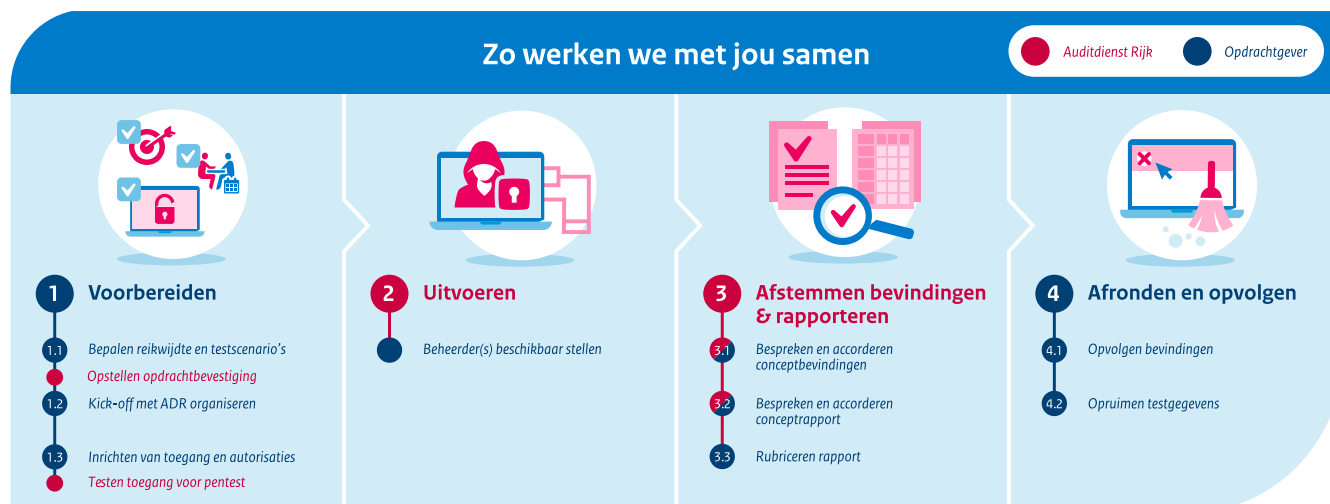 Zo werken we met jou samen
Auditdienst Rijk
Opdrachtgever
1 Voorbereiden
1.1 Bepalen reikwijdte en testscenario's
Opstellen opdrachtbevestiging
1.2 Kick-off met ADR organiseren
1.3 Inrichten van toegang en autorisaties
Testen toegang voor pentest
2 Uitvoeren
Beheerder(s) beschikbaar stellen
3 Afstemmen bevindingen
& rapporteren
3.1 Bespreken en accorderen
conceptbevindingen
3.2 Bespreken en accorderen
conceptrapport
3.3 Rubriceren rapport
4 Afronden en opvolgen
4.1 Opvolgen bevindingen
4.2 Opruimen testgegevens